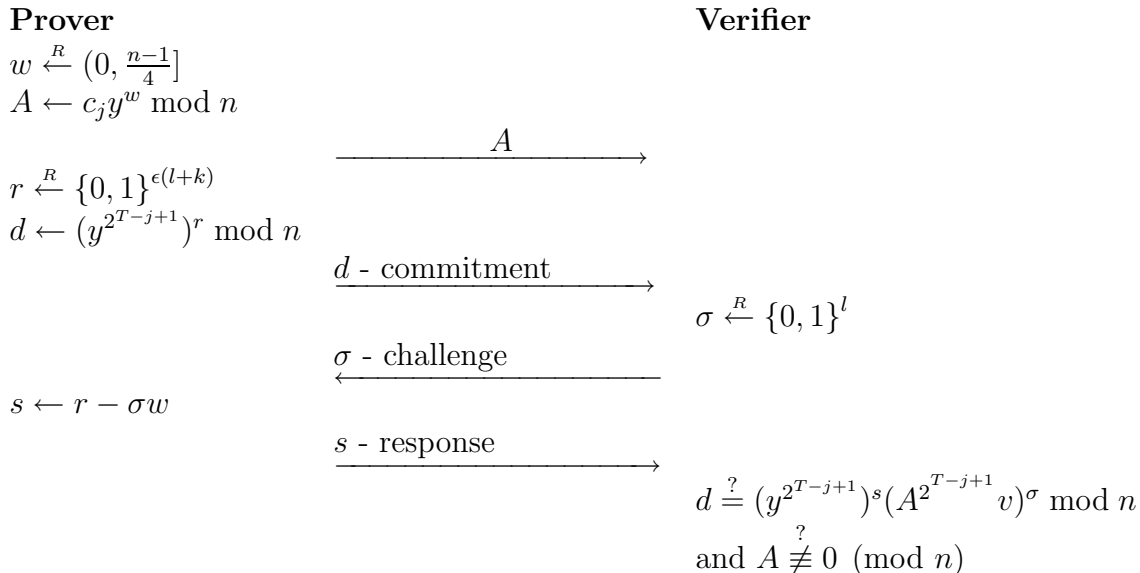 Prover Verifier
w ←^R (0, (n−1)/4]
A ← c_j y^w mod n
A
r ←^R {0, 1}^{ϵ(l+k)}
d ← (y^{2^{T−j+1}})^r mod n
d - commitment
σ ←^R {0, 1}^l
σ - challenge
s ← r − σw
s - response
d ≟ (y^{2^{T−j+1}})^s (A^{2^{T−j+1}} v)^σ mod n
and A ≢^? 0 (mod n)